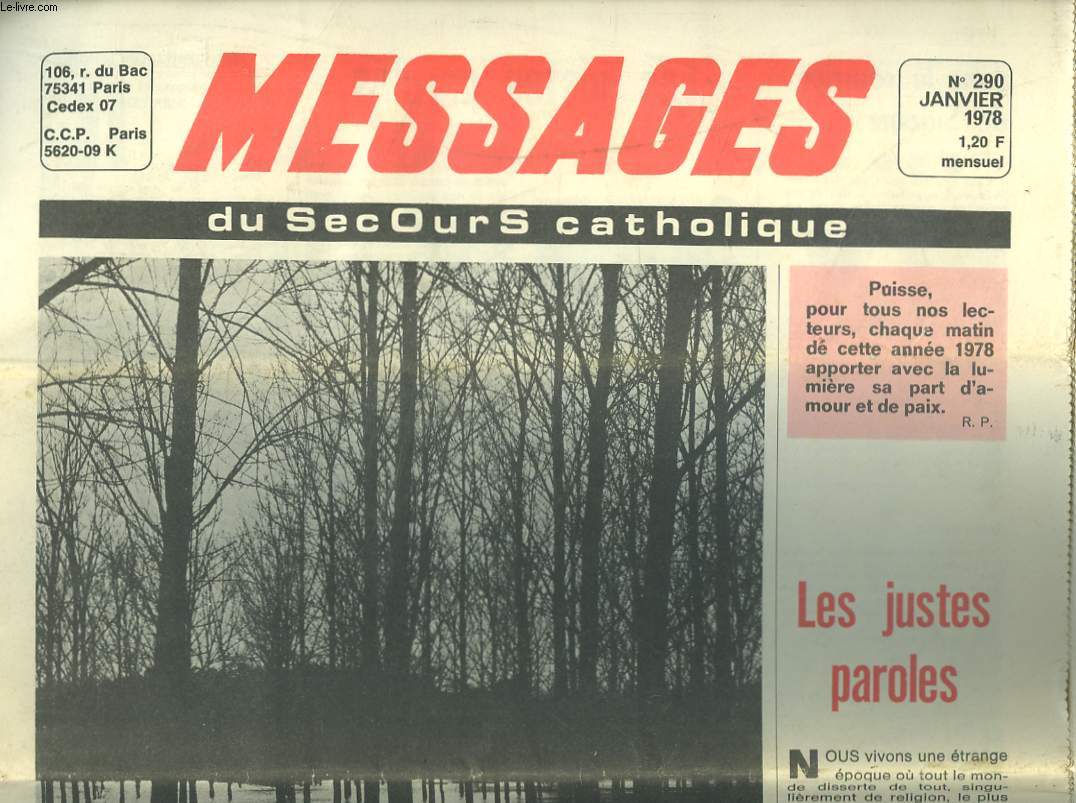 Le-livre.com
106, r. du Bac
75341 Paris
Cedex 07
C.C.P. Paris
5620-09 K
MESSAGES
N° 290
JANVIER
1978
1,20 F
mensuel
du SecOurS catholique
Puisse,
pour tous nos lec-
teurs, chaque matin
dé cette année 1978
apporter avec la lu-
mière sa part d'a-
mour et de paix.
R. P.
Les justes
paroles
NOUS vivons une étrange
époque où tout le mon-
de disserte de tout, singu-
lièrement de religion, le plus